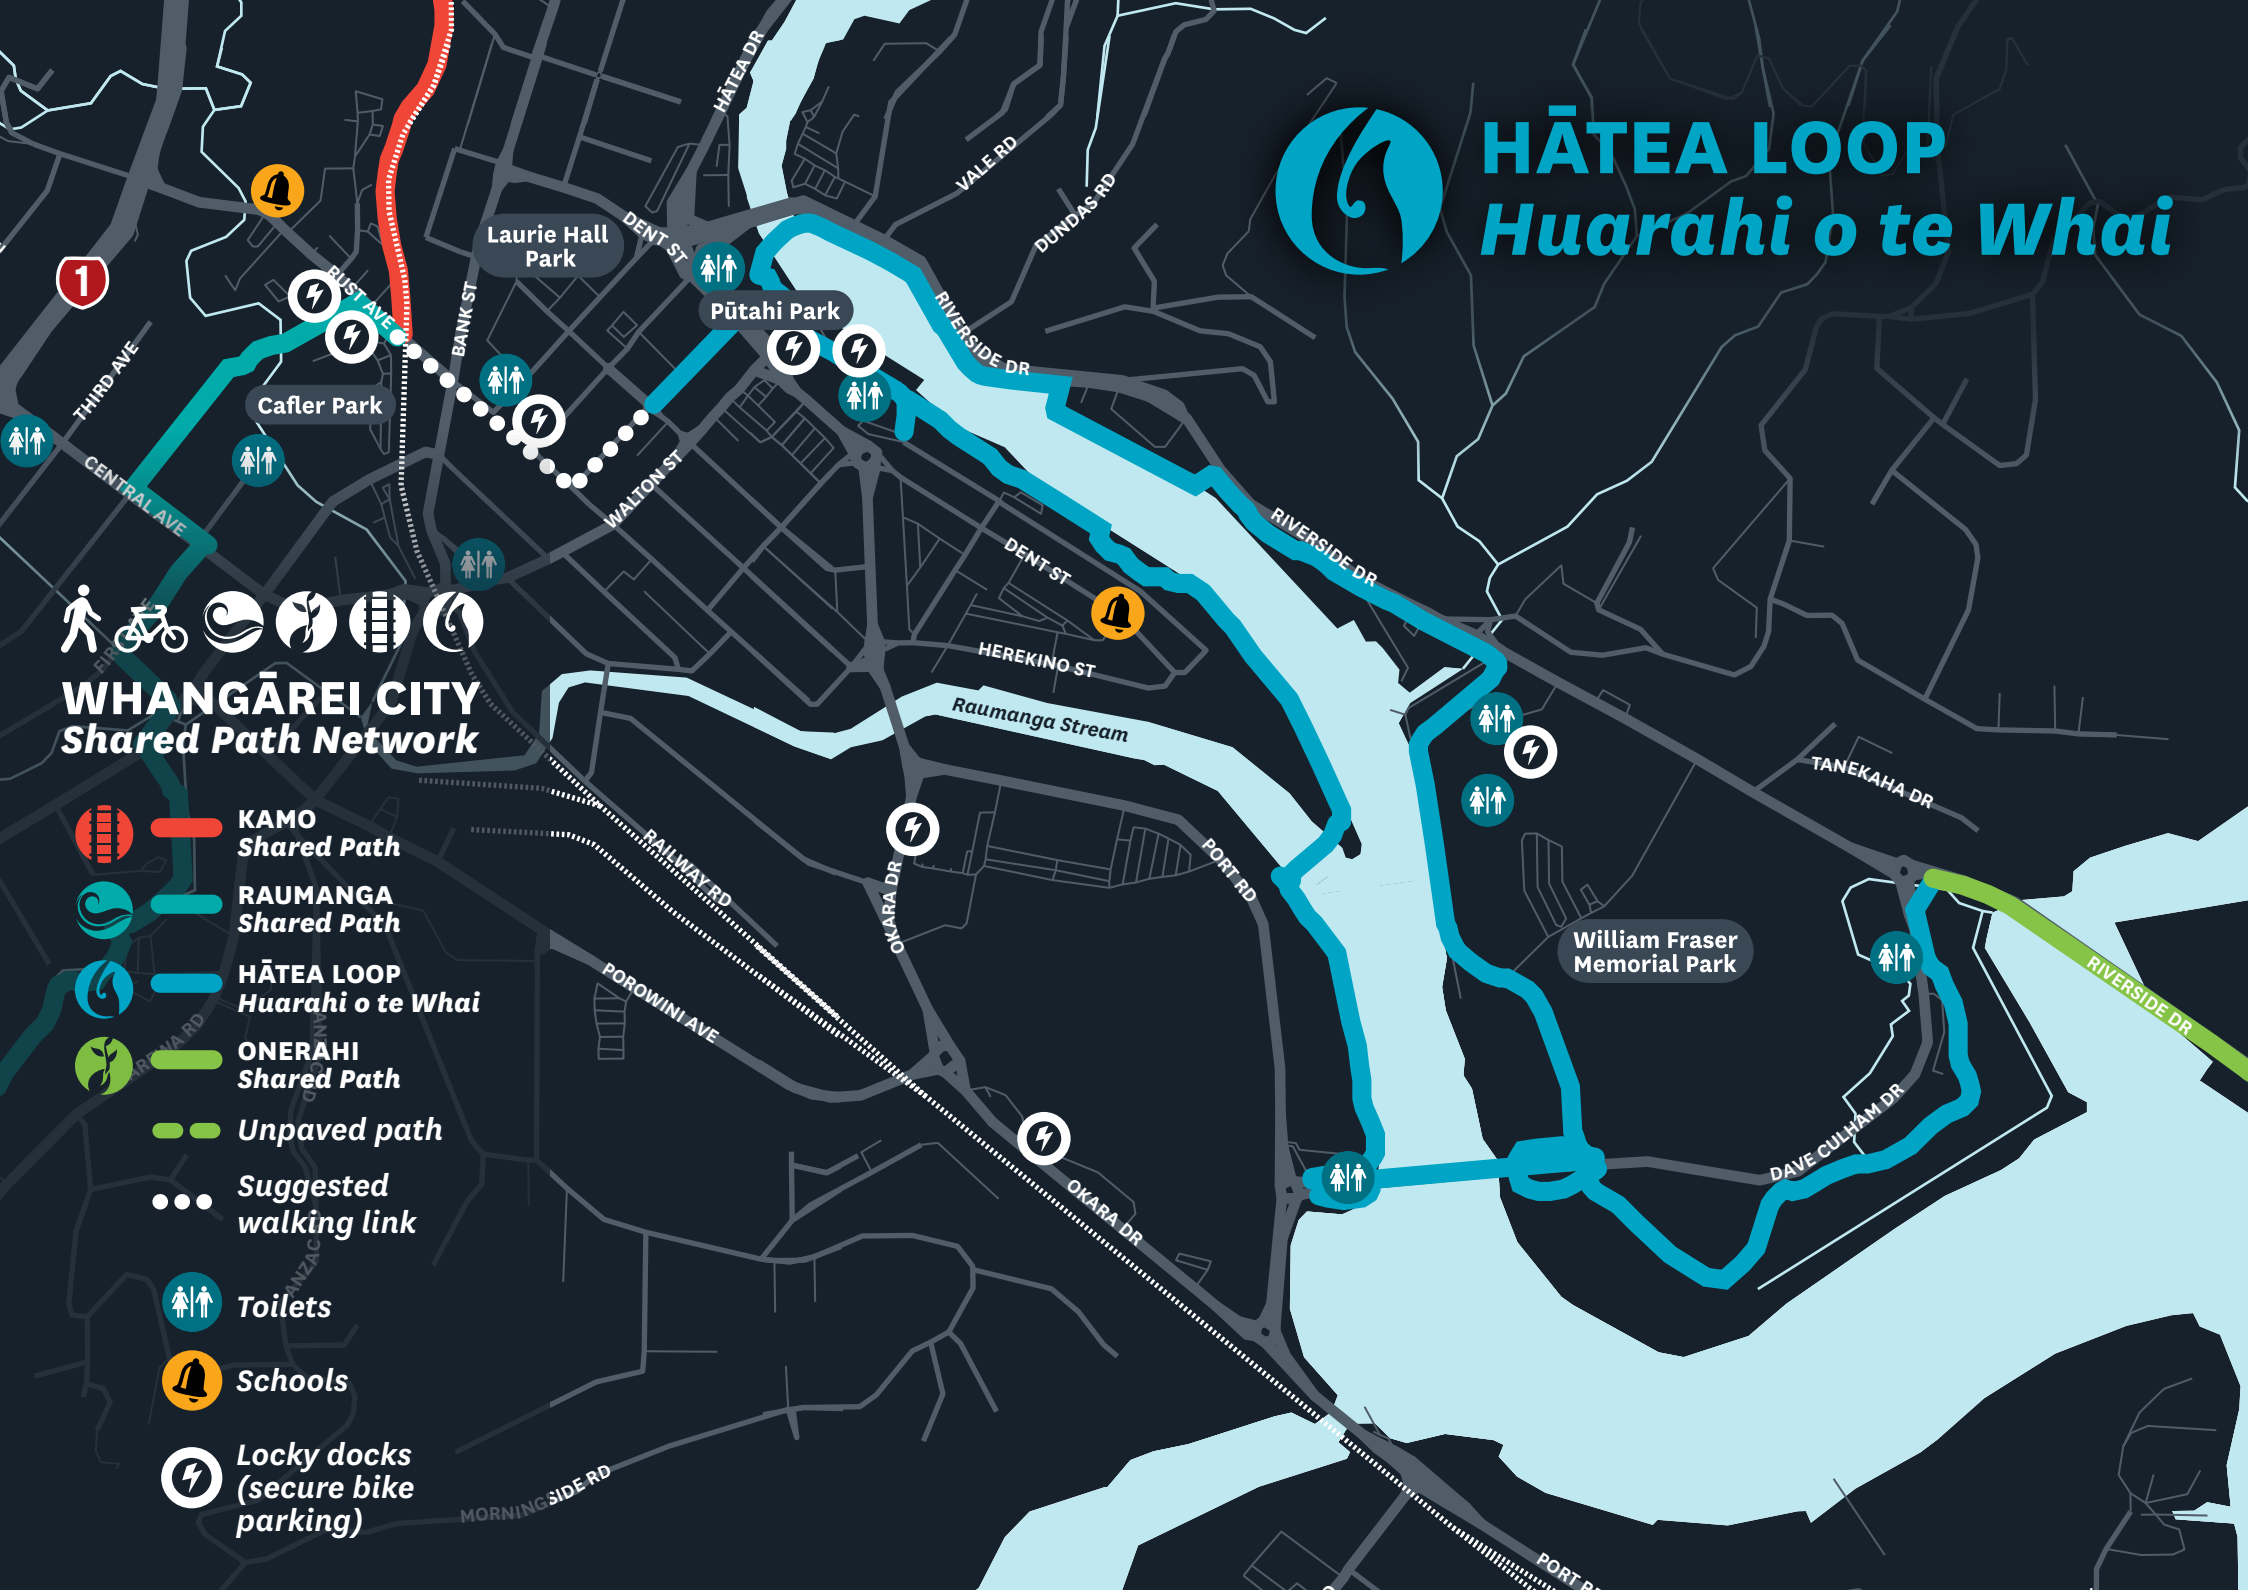 HĀTEA LOOP
Huarahi o te Whai
HĀTEA DR
VALE RD
DUNDAS RD
DENT ST
Laurie Hall
Park
1
RUST AVE
BANK ST
Pūtahi Park
RIVERSIDE DR
THIRD AVE
Cafler Park
CENTRAL AVE
WALTON ST
RIVERSIDE DR
DENT ST
HEREKINO ST
Raumanga Stream
WHANGĀREI CITY
Shared Path Network
TANEKAHA DR
KAMO
Shared Path
RAUMANGA
Shared Path
HĀTEA LOOP
Huarahi o te Whai
ONERAHI
Shared Path
Unpaved path
Suggested
walking link
Toilets
Schools
Locky docks
(secure bike
parking)
RAILWAY RD
OKARA DR
PORT RD
POROWINI AVE
William Fraser
Memorial Park
RIVERSIDE DR
DAVE CULHAM DR
OKARA DR
ANZAC
MORNINGSIDE RD
PORT R